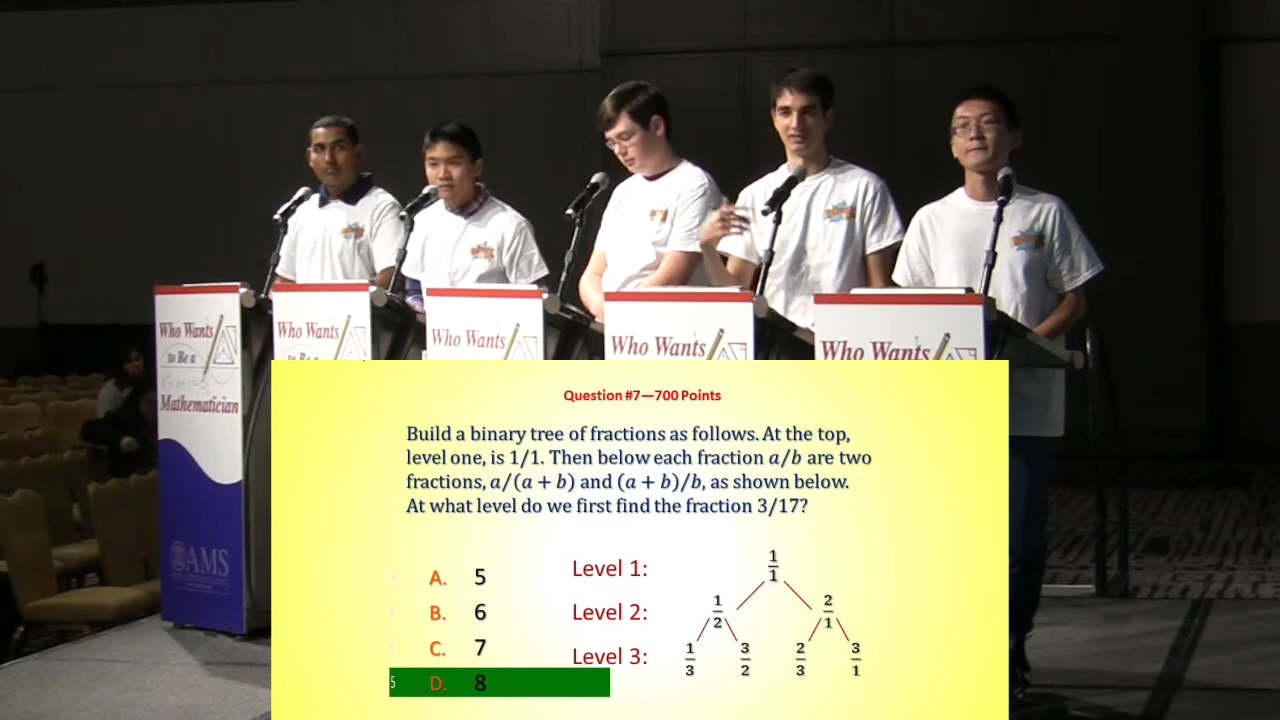 Who Wants
to Be a
Mathematician
AMS
Who Wants
to Be a
Who Wants
Who Wants
Who Wants
Question #7—700 Points
Build a binary tree of fractions as follows. At the top,
level one, is 1/1. Then below each fraction a/b are two
fractions, a/(a + b) and (a + b)/b, as shown below.
At what level do we first find the fraction 3/17?
A. 5
B. 6
C. 7
5 D. 8
Level 1: 1/1
Level 2: 1/2 2/1
Level 3: 1/3 3/2 2/3 3/1